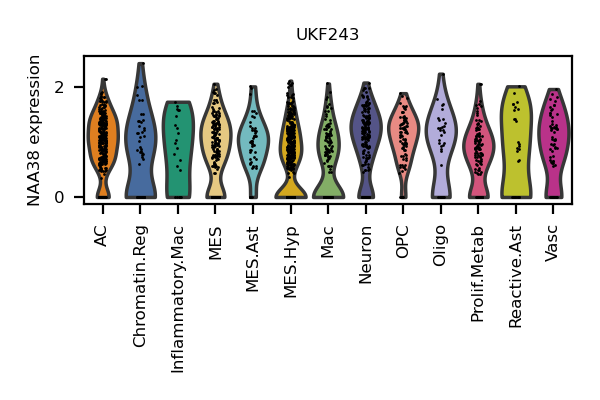 UKF243
NAA38 expression
2
0
AC
Chromatin.Reg
Inflammatory.Mac
MES
MES.Ast
MES.Hyp
Mac
Neuron
OPC
Oligo
Prolif.Metab
Reactive.Ast
Vasc